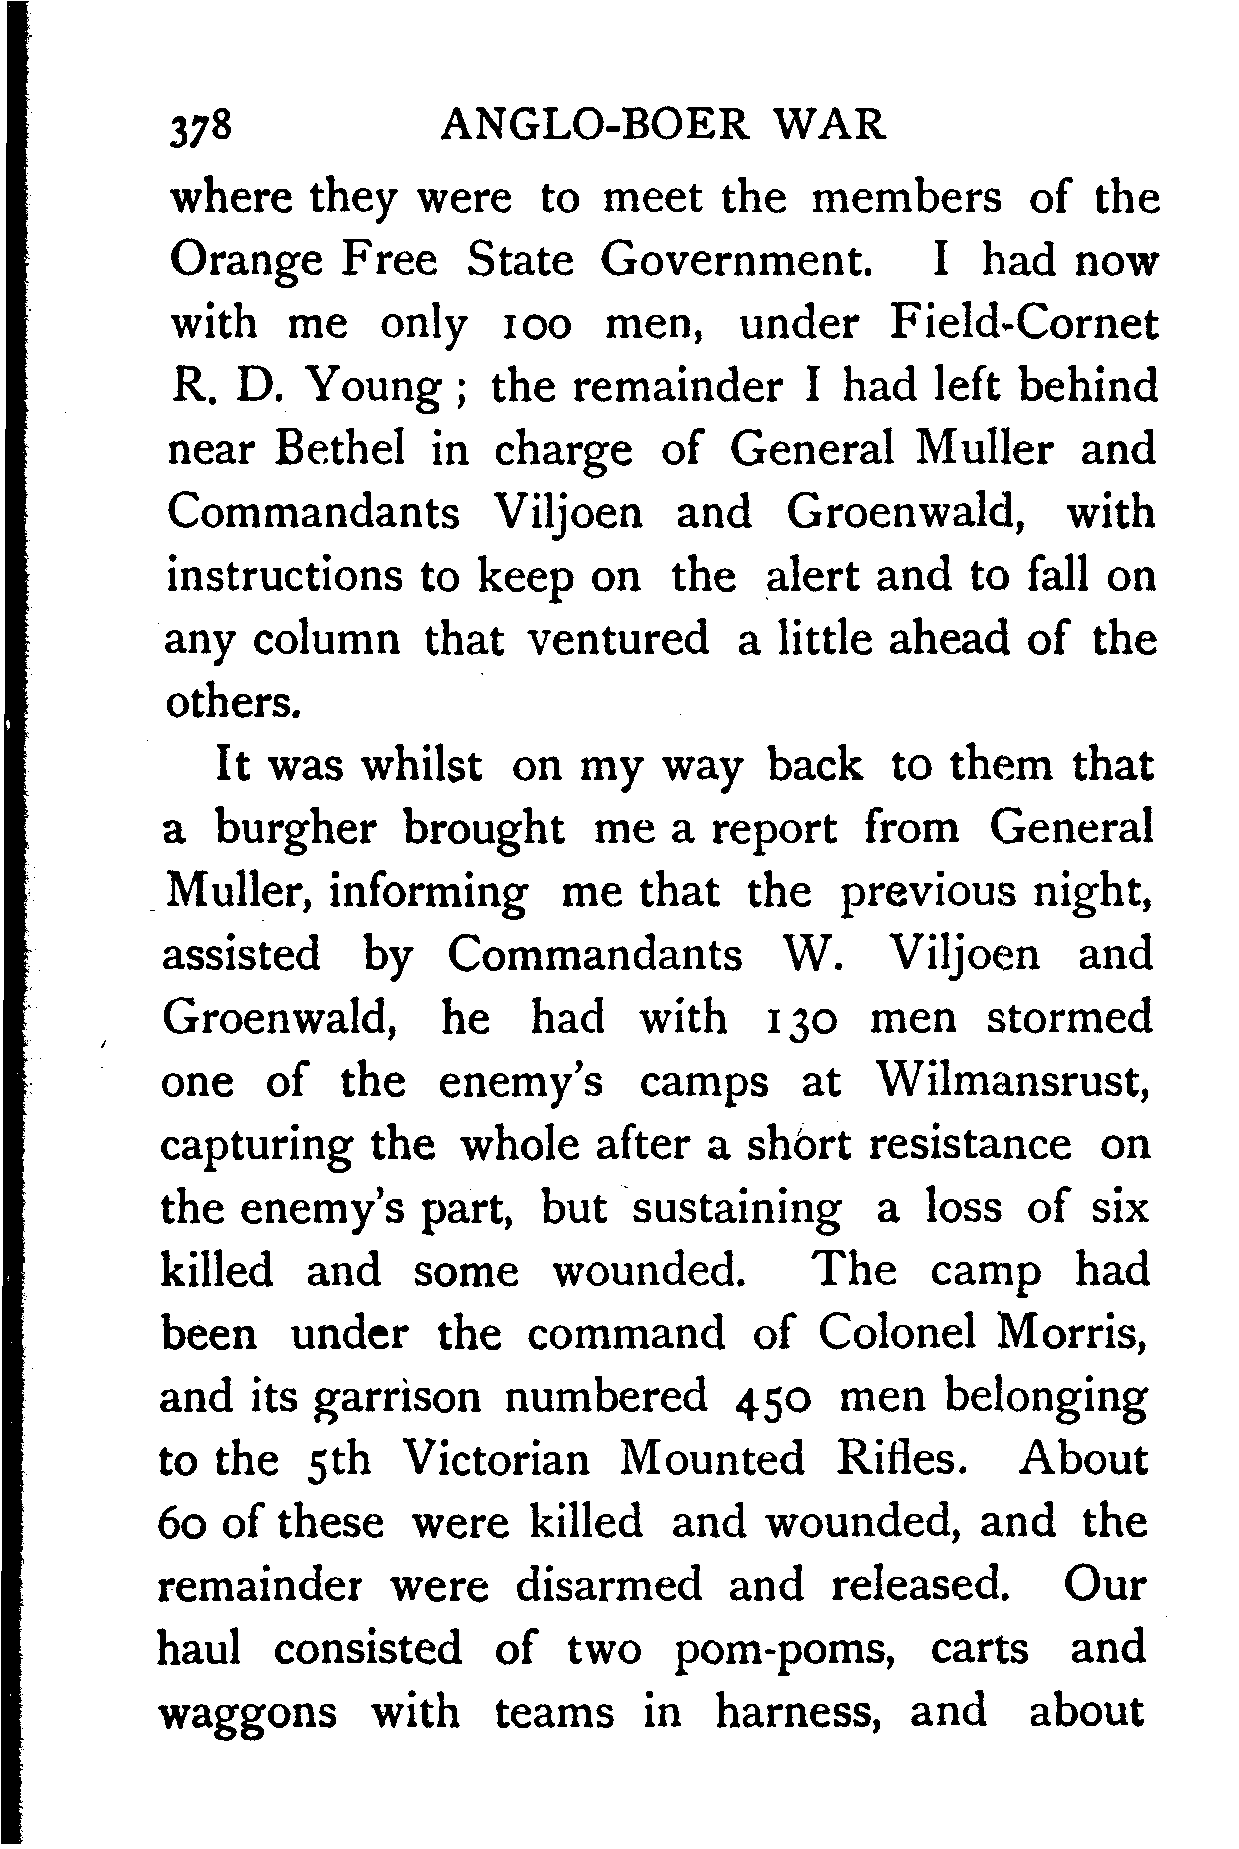 378 ANGLO-BOER WAR
where they were to meet the members of the
Orange Free State Government. I had now
with me only 100 men, under Field-Cornet
R. D. Young ; the remainder I had left behind
near Bethel in charge of General Muller and
Commandants Viljoen and Groenwald, with
instructions to keep on the alert and to fall on
any column that ventured a little ahead of the
others.
It was whilst on my way back to them that
a burgher brought me a report from General
Muller, informing me that the previous night,
assisted by Commandants W. Viljoen and
Groenwald, he had with 130 men stormed
one of the enemy's camps at Wilmansrust,
capturing the whole after a short resistance on
the enemy's part, but sustaining a loss of six
killed and some wounded. The camp had
been under the command of Colonel Morris,
and its garrison numbered 450 men belonging
to the 5th Victorian Mounted Rifles. About
60 of these were killed and wounded, and the
remainder were disarmed and released. Our
haul consisted of two pom-poms, carts and
waggons with teams in harness, and about